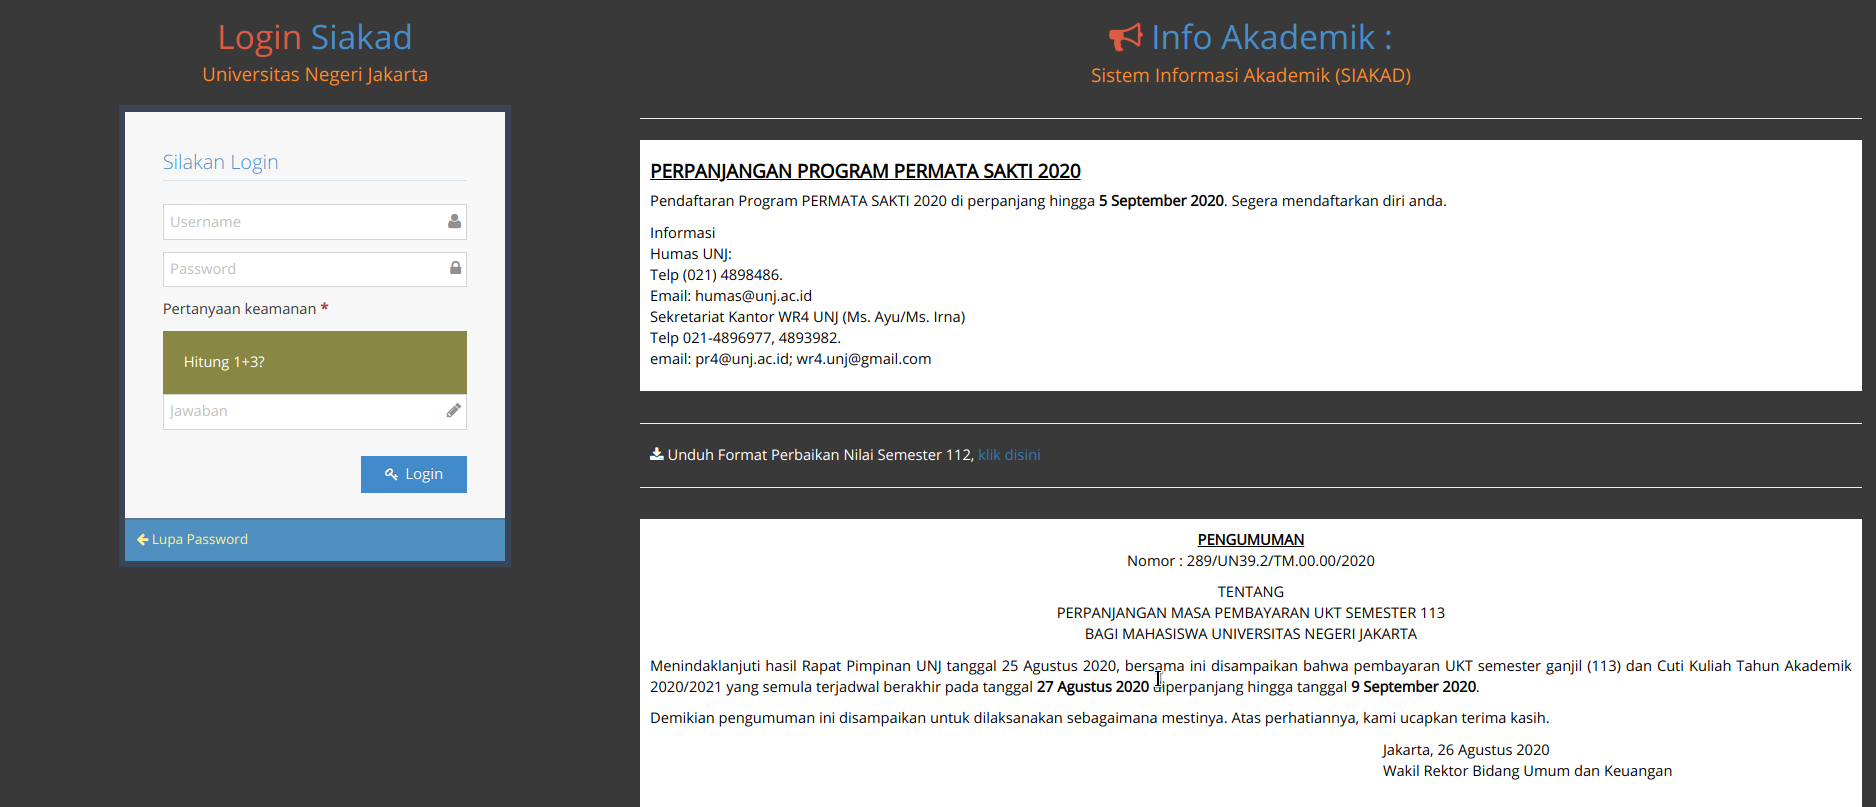 Login Siakad
Universitas Negeri Jakarta
Silakan Login
Username
Password
Pertanyaan keamanan *
Hitung 1+3?
Jawaban
Login
Lupa Password
Info Akademik :
Sistem Informasi Akademik (SIAKAD)
PERPANJANGAN PROGRAM PERMATA SAKTI 2020
Pendaftaran Program PERMATA SAKTI 2020 di perpanjang hingga 5 September 2020. Segera mendaftarkan diri anda.
Informasi
Humas UNJ:
Telp (021) 4898486.
Email: humas@unj.ac.id
Sekretariat Kantor WR4 UNJ (Ms. Ayu/Ms. Irna)
Telp 021-4896977, 4893982.
email: pr4@unj.ac.id; wr4.unj@gmail.com
Unduh Format Perbaikan Nilai Semester 112, klik disini
PENGUMUMAN
Nomor : 289/UN39.2/TM.00.00/2020
TENTANG
PERPANJANGAN MASA PEMBAYARAN UKT SEMESTER 113
BAGI MAHASISWA UNIVERSITAS NEGERI JAKARTA
Menindaklanjuti hasil Rapat Pimpinan UNJ tanggal 25 Agustus 2020, bersama ini disampaikan bahwa pembayaran UKT semester ganjil (113) dan Cuti Kuliah Tahun Akademik
2020/2021 yang semula terjadwal berakhir pada tanggal 27 Agustus 2020 diperpanjang hingga tanggal 9 September 2020.
Demikian pengumuman ini disampaikan untuk dilaksanakan sebagaimana mestinya. Atas perhatiannya, kami ucapkan terima kasih.
Jakarta, 26 Agustus 2020
Wakil Rektor Bidang Umum dan Keuangan